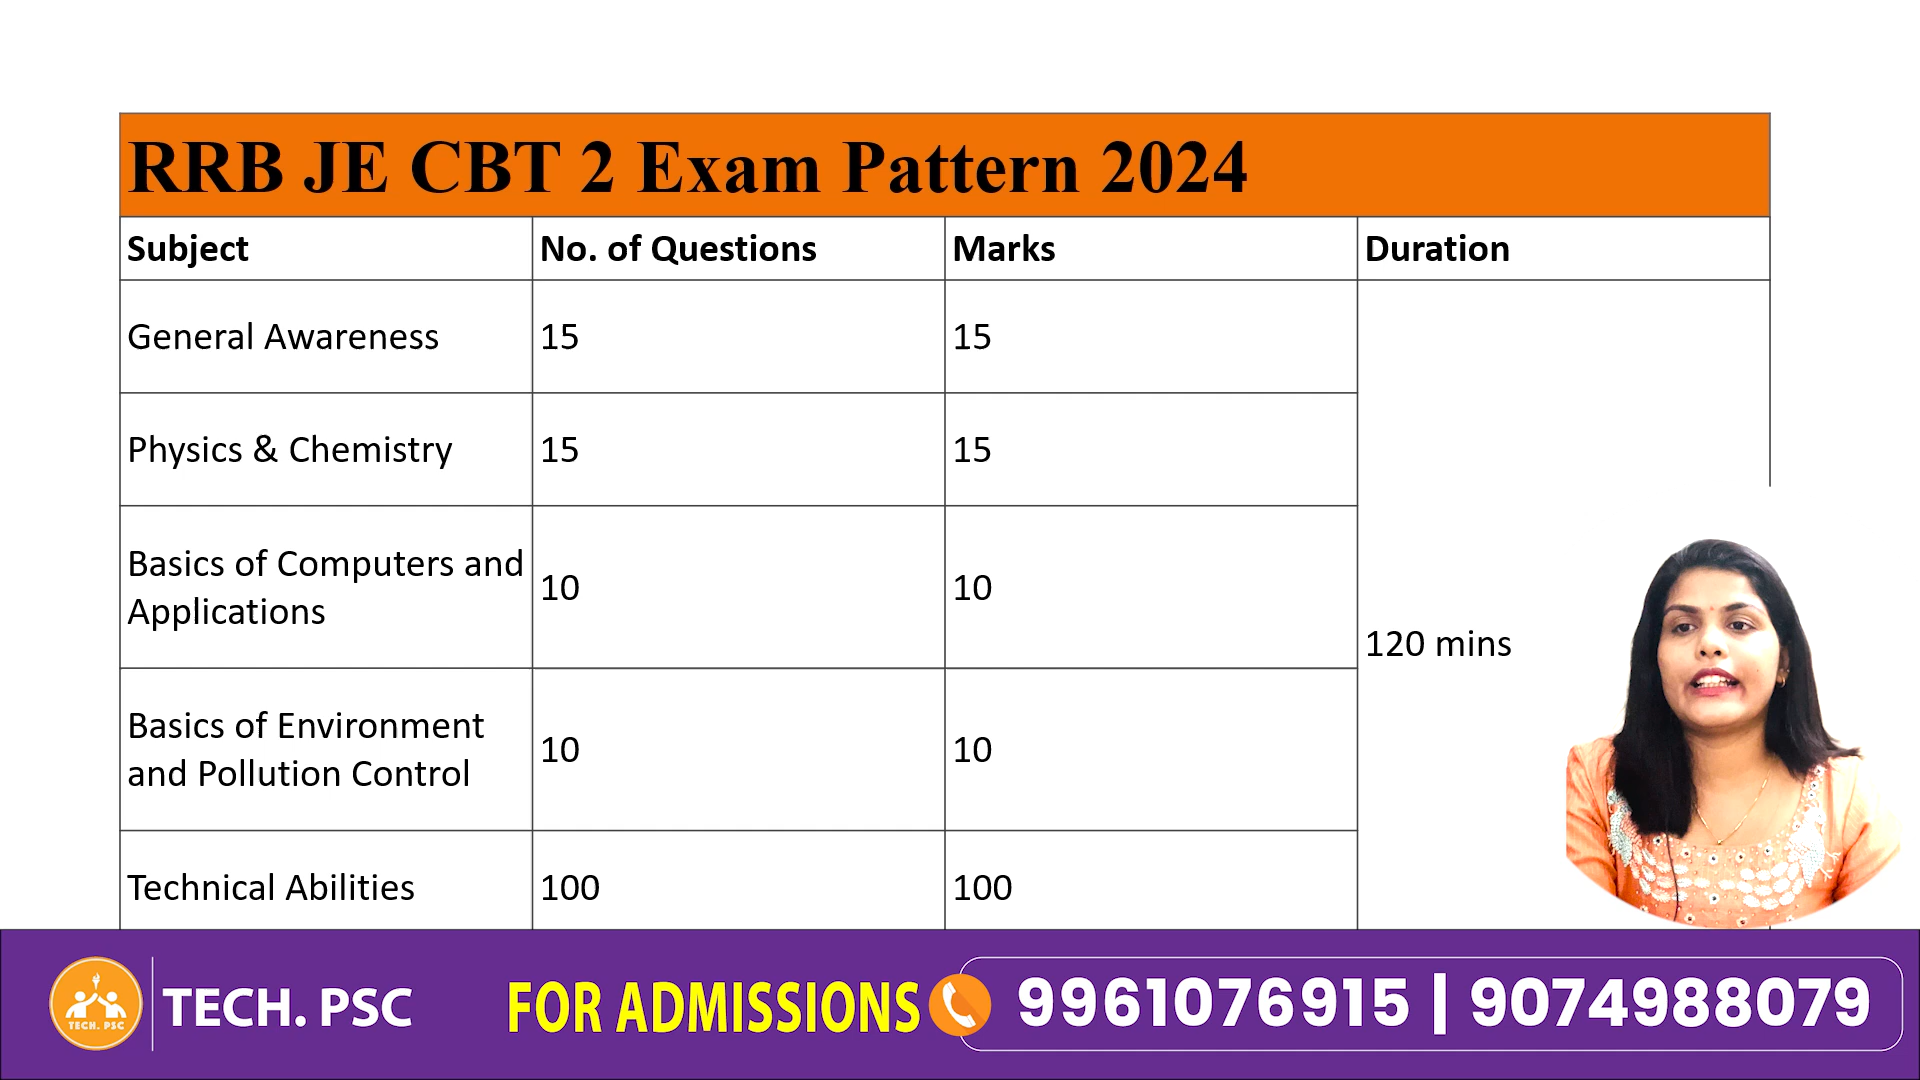 RRB JE CBT 2 Exam Pattern 2024
Subject No. of Questions Marks Duration
General Awareness 15 15
Physics & Chemistry 15 15
Basics of Computers and
Applications 10 10
120 mins
Basics of Environment
and Pollution Control 10 10
Technical Abilities 100 100
TECH. PSC
TECH. PSC FOR ADMISSIONS 9961076915 | 9074988079